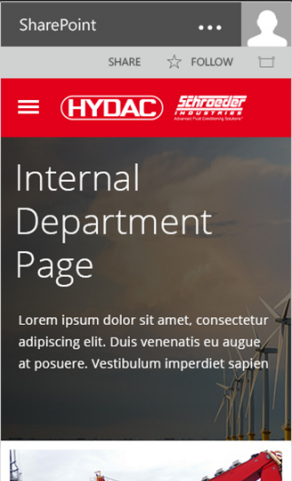 SharePoint
SHARE FOLLOW
HYDAC Schroeder
INDUSTRIES
Advanced Fluid Conditioning Solutions®
Internal
Department
Page
Lorem ipsum dolor sit amet, consectetur
adipiscing elit. Duis venenatis eu augue
at posuere. Vestibulum imperdiet sapien